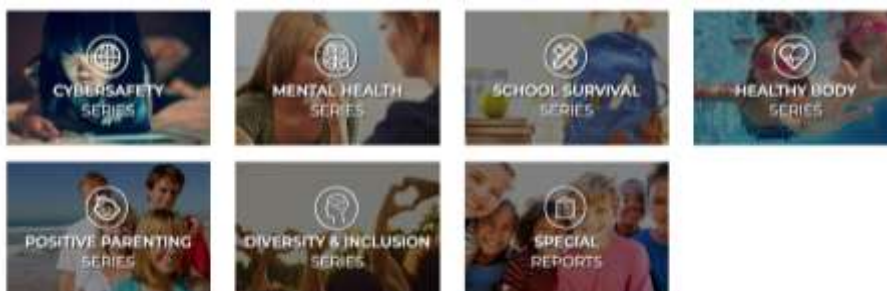 CYBERSAFETY
SERIES
MENTAL HEALTH
SERIES
SCHOOL SURVIVAL
SERIES
HEALTHY BODY
SERIES
POSITIVE PARENTING
SERIES
DIVERSITY & INCLUSION
SERIES
SPECIAL
REPORTS